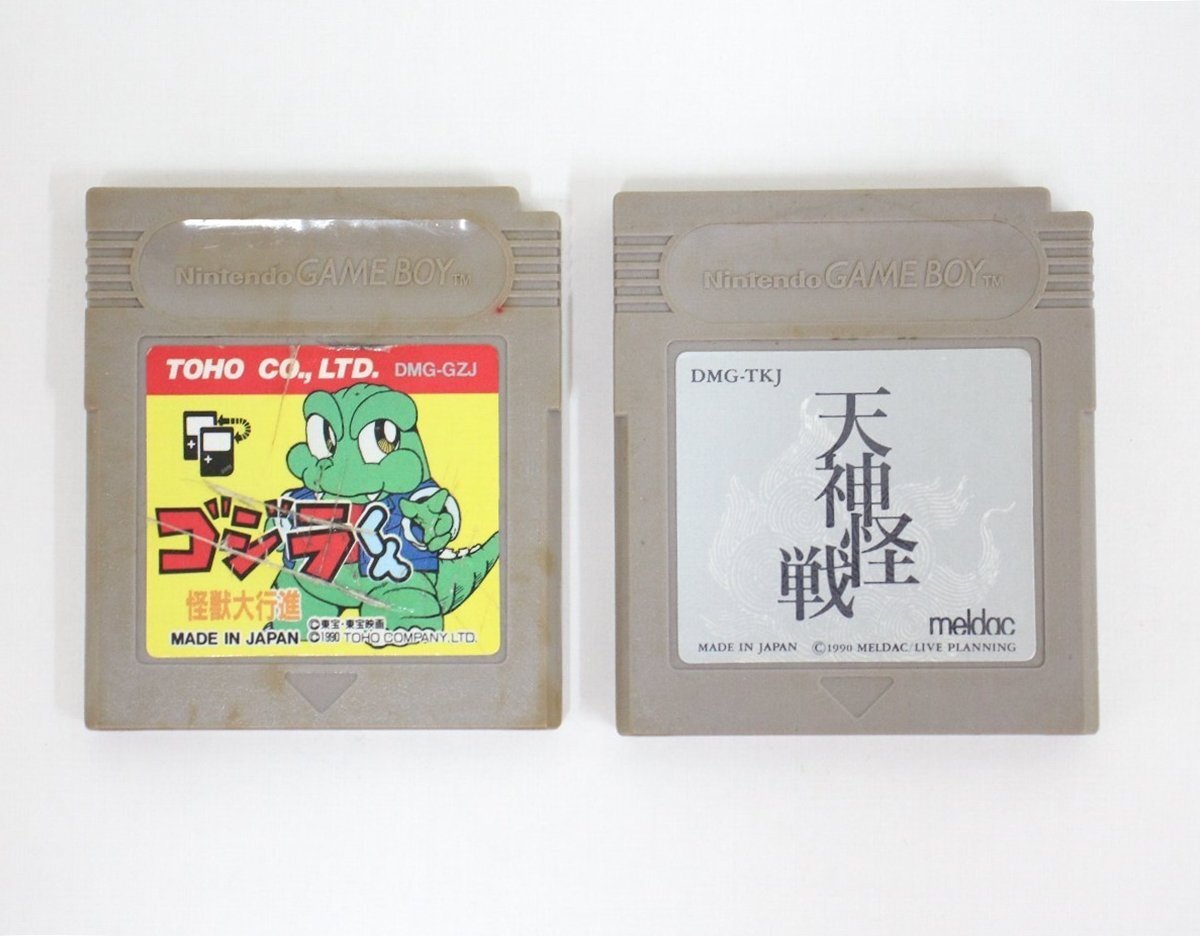 Nintendo GAME BOY TM
TOHO CO., LTD. DMG-GZJ
ゴジラくん
怪獣大行進
©東宝・東宝映画
MADE IN JAPAN ©1990 TOHO COMPANY.LTD.
Nintendo GAME BOY TM
DMG-TKJ
天神怪戦
meldac
MADE IN JAPAN ©1990 MELDAC/LIVE PLANNING